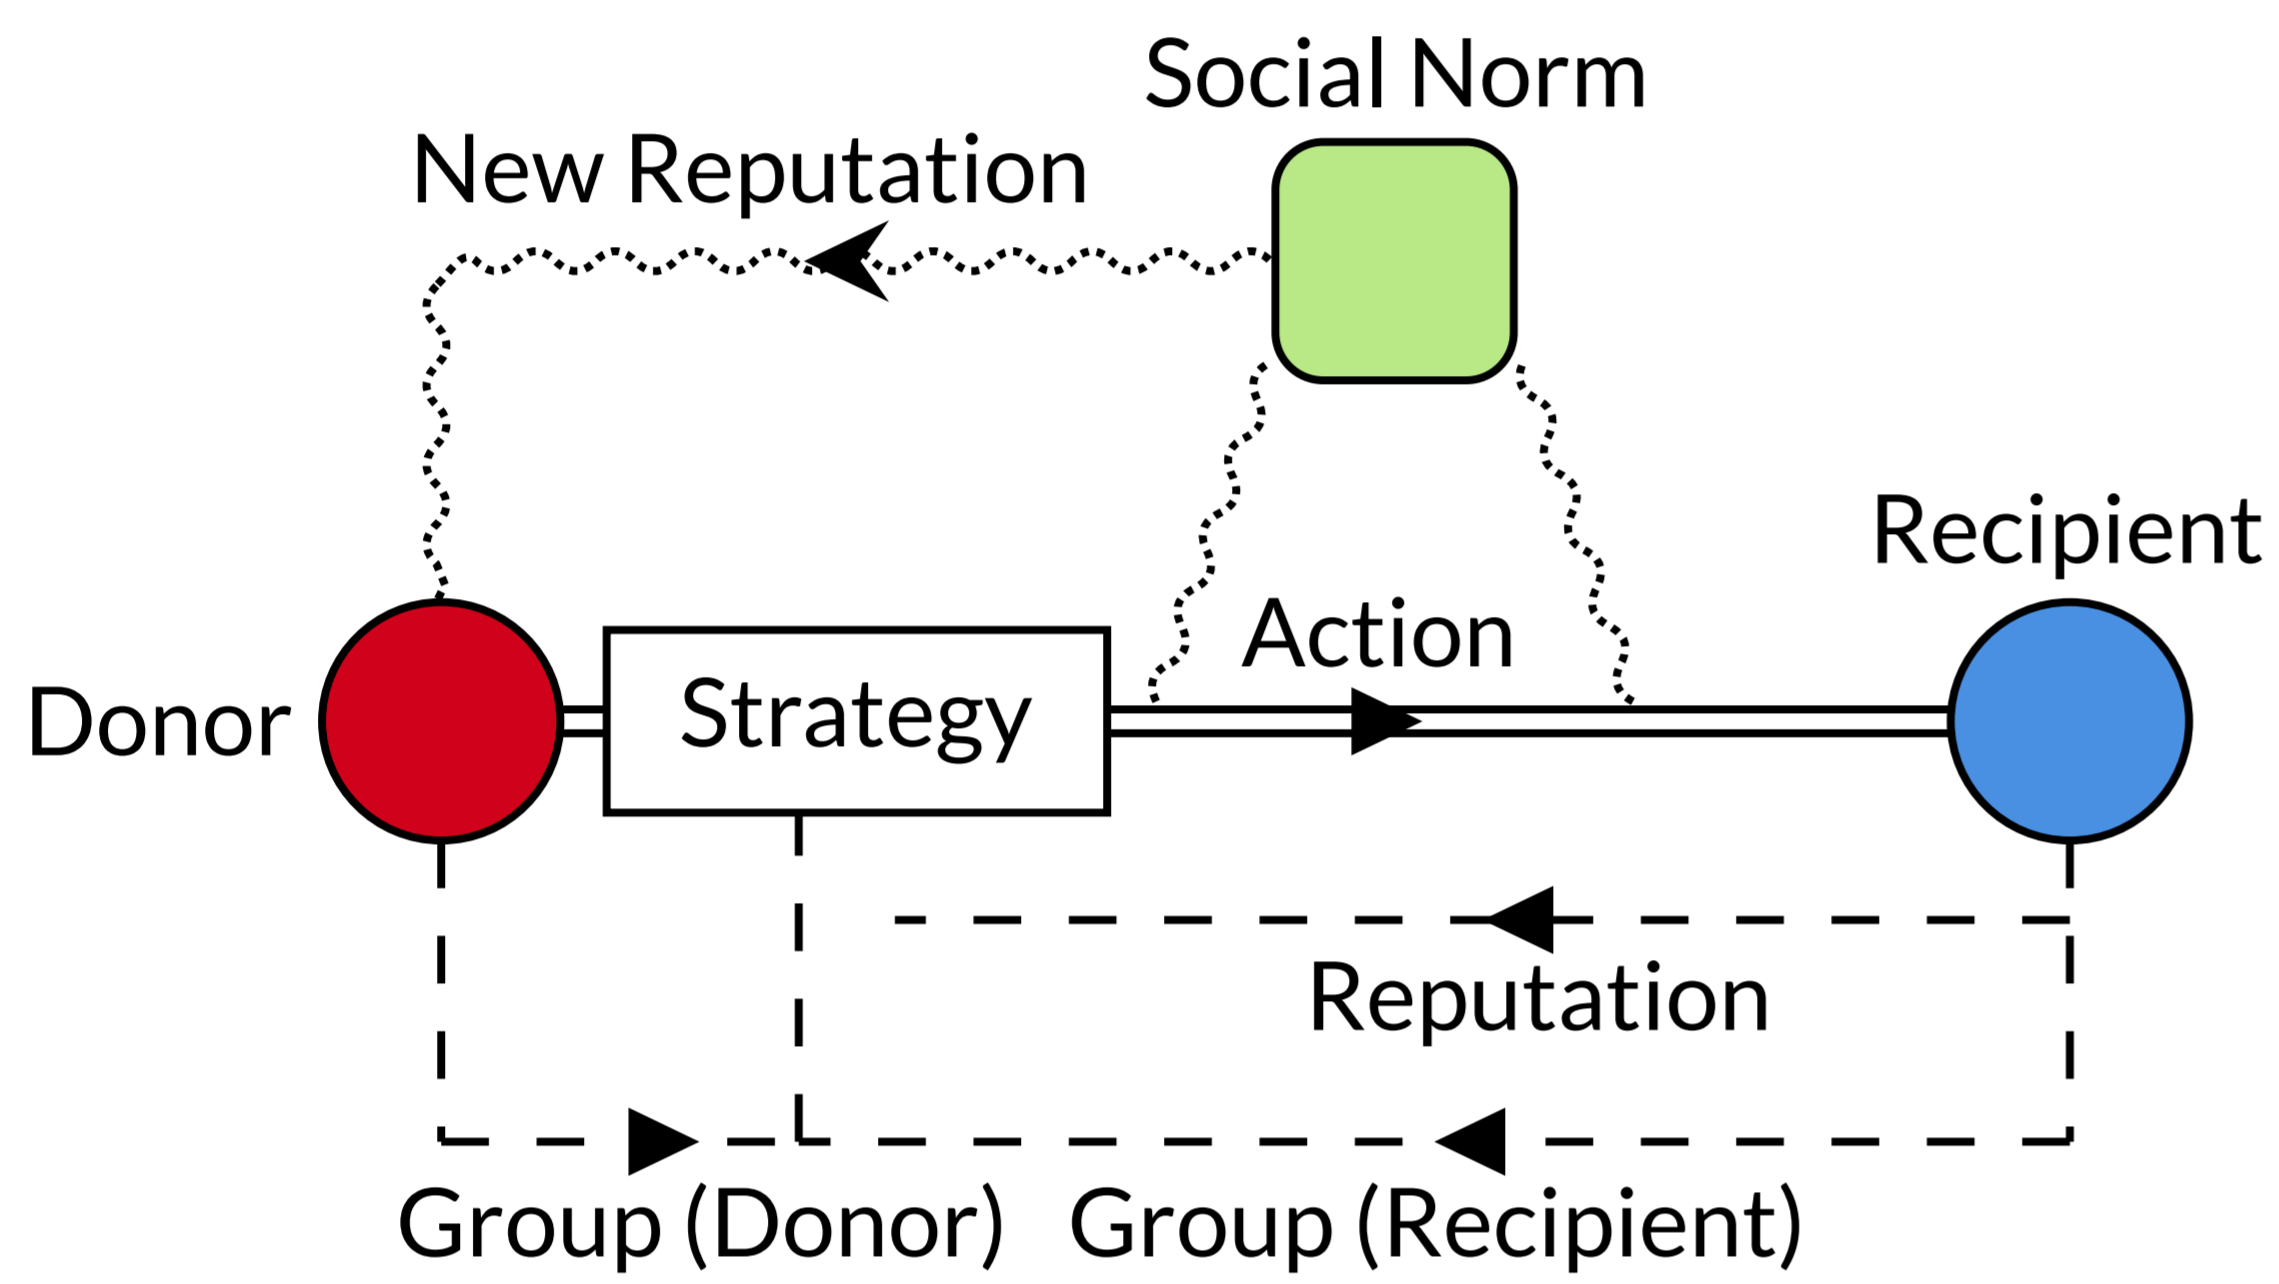 Social Norm
New Reputation
Recipient
Action
Donor
Strategy
Reputation
Group (Donor)
Group (Recipient)